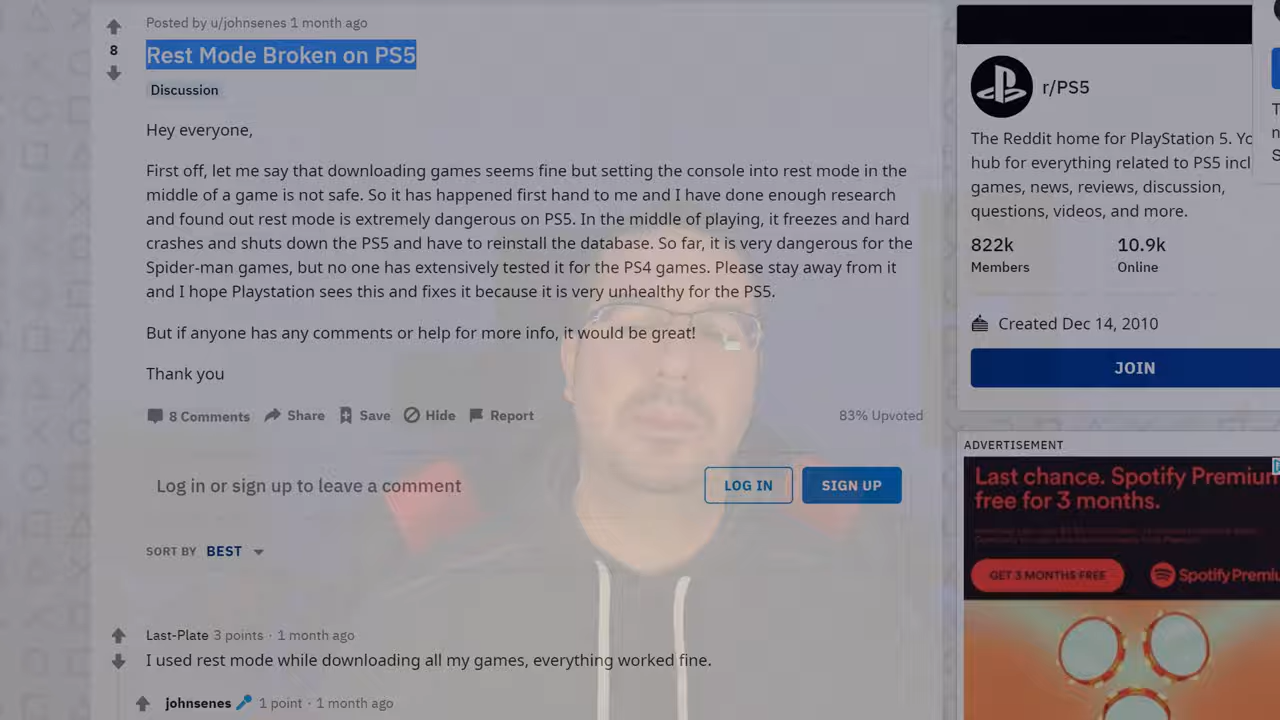 Posted by u/johnsenes 1 month ago
8
Rest Mode Broken on PS5
Discussion
Hey everyone,
First off, let me say that downloading games seems fine but setting the console into rest mode in the
middle of a game is not safe. So it has happened first hand to me and I have done enough research
and found out rest mode is extremely dangerous on PS5. In the middle of playing, it freezes and hard
crashes and shuts down the PS5 and have to reinstall the database. So far, it is very dangerous for the
Spider-man games, but no one has extensively tested it for the PS4 games. Please stay away from it
and I hope Playstation sees this and fixes it because it is very unhealthy for the PS5.
But if anyone has any comments or help for more info, it would be great!
Thank you
8 Comments Share Save Hide Report 83% Upvoted
Log in or sign up to leave a comment LOG IN SIGN UP
SORT BY BEST
Last-Plate 3 points · 1 month ago
I used rest mode while downloading all my games, everything worked fine.
johnsenes 1 point · 1 month ago
r/PS5
The Reddit home for PlayStation 5. Yo
hub for everything related to PS5 incl
games, news, reviews, discussion,
questions, videos, and more.
822k 10.9k
Members Online
Created Dec 14, 2010
JOIN
ADVERTISEMENT
Last chance. Spotify Premium
free for 3 months.
GET 3 MONTHS FREE Spotify Premiu
T
n
S